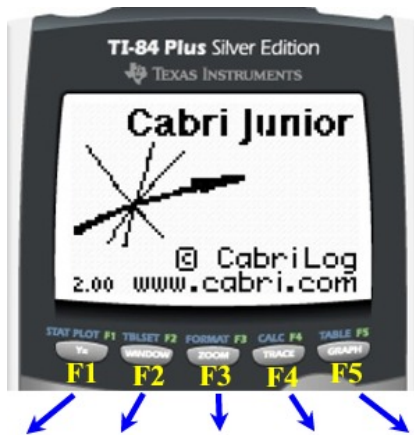 TI-84 Plus Silver Edition
TEXAS INSTRUMENTS
Cabri Junior
© CabriLog
2.00 www.cabri.com
STAT PLOT F1 TBLSET F2 FORMAT F3 CALC F4 TABLE F5
Y= WINDOW ZOOM TRACE GRAPH
F1 F2 F3 F4 F5